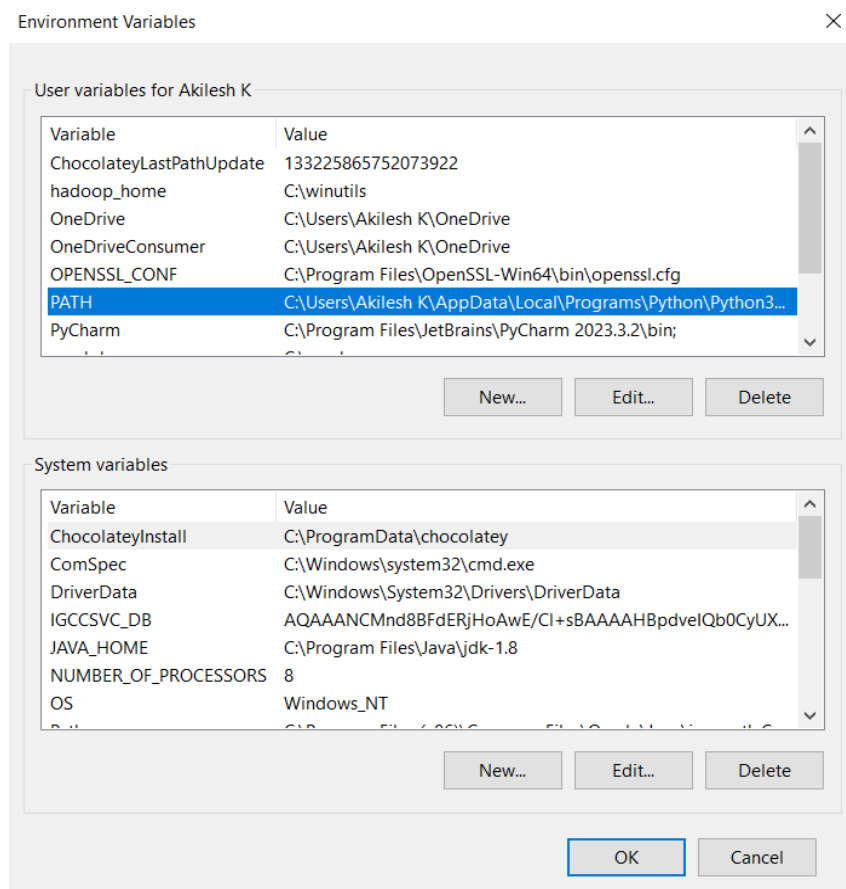 Environment Variables
User variables for Akilesh K
Variable Value
ChocolateyLastPathUpdate 133225865752073922
hadoop_home C:\winutils
OneDrive C:\Users\Akilesh K\OneDrive
OneDriveConsumer C:\Users\Akilesh K\OneDrive
OPENSSL_CONF C:\Program Files\OpenSSL-Win64\bin\openssl.cfg
PATH C:\Users\Akilesh K\AppData\Local\Programs\Python\Python3...
PyCharm C:\Program Files\JetBrains\PyCharm 2023.3.2\bin;
New... Edit... Delete
System variables
Variable Value
ChocolateyInstall C:\ProgramData\chocolatey
ComSpec C:\Windows\system32\cmd.exe
DriverData C:\Windows\System32\Drivers\DriverData
IGCCSVC_DB AQAAANCMnd8BFdERjHoAwE/Cl+sBAAAAHBpdveIQb0CyUX...
JAVA_HOME C:\Program Files\Java\jdk-1.8
NUMBER_OF_PROCESSORS 8
OS Windows_NT
New... Edit... Delete
OK Cancel